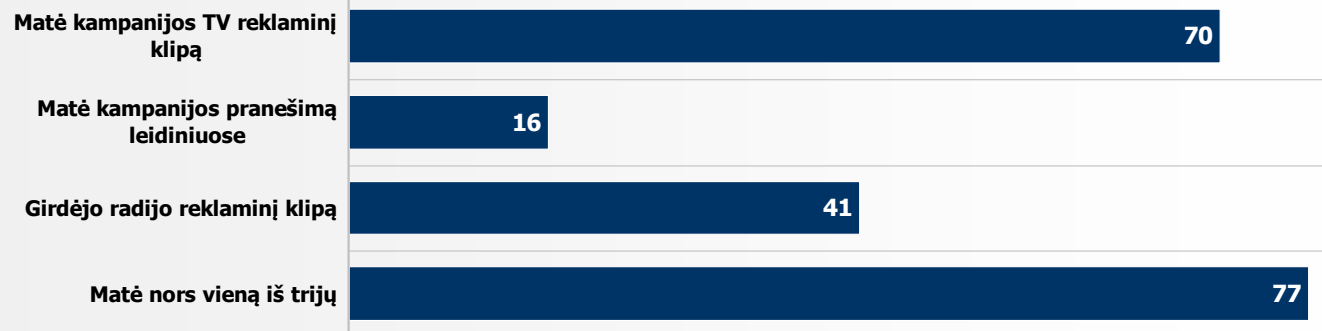 Matė kampanijos TV reklaminį
klipą
70
Matė kampanijos pranešimą
leidiniuose
16
Girdėjo radijo reklaminį klipą
41
Matė nors vieną iš trijų
77